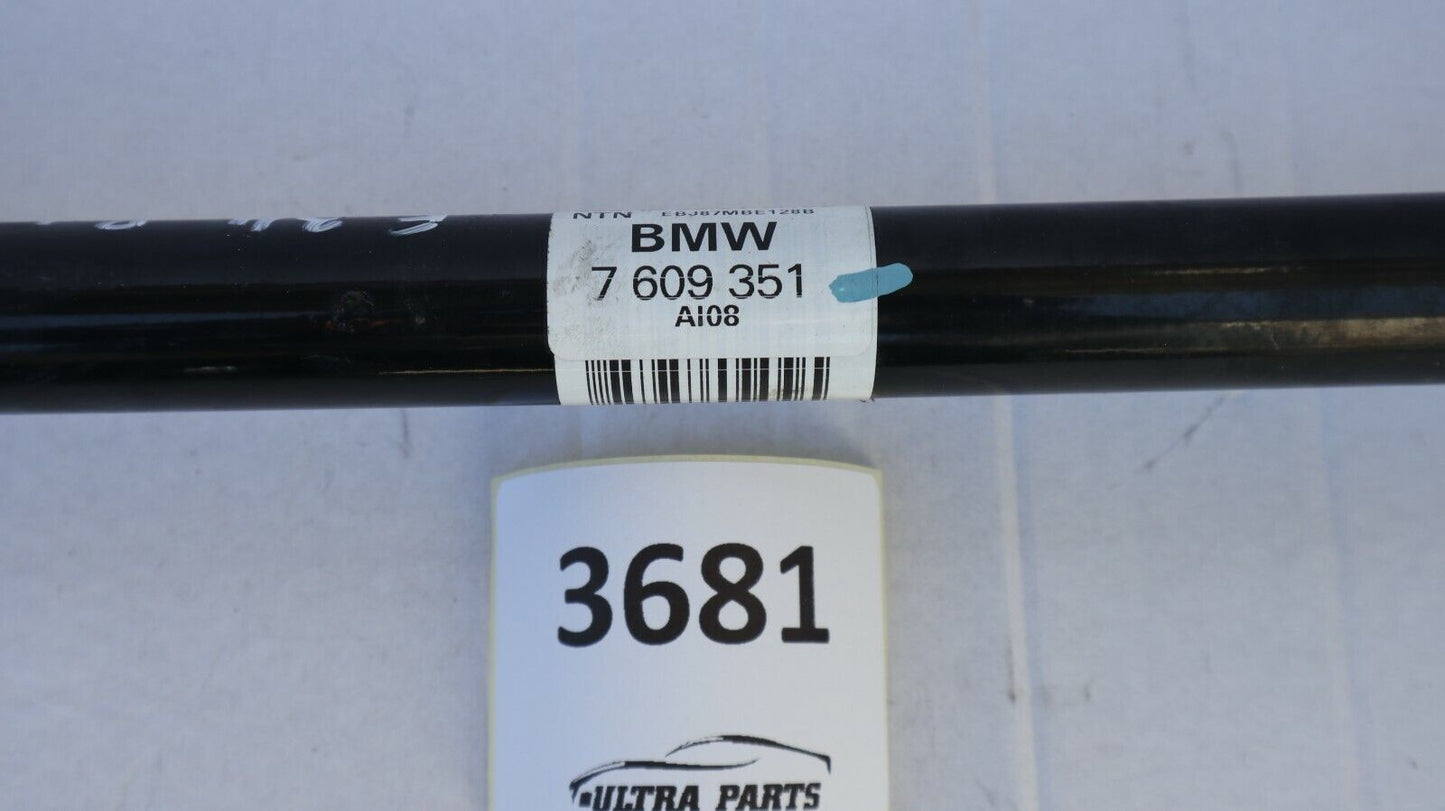 NTN EBJ87MBE128B
BMW
7 609 351
AI08
3681
ULTRA PARTS